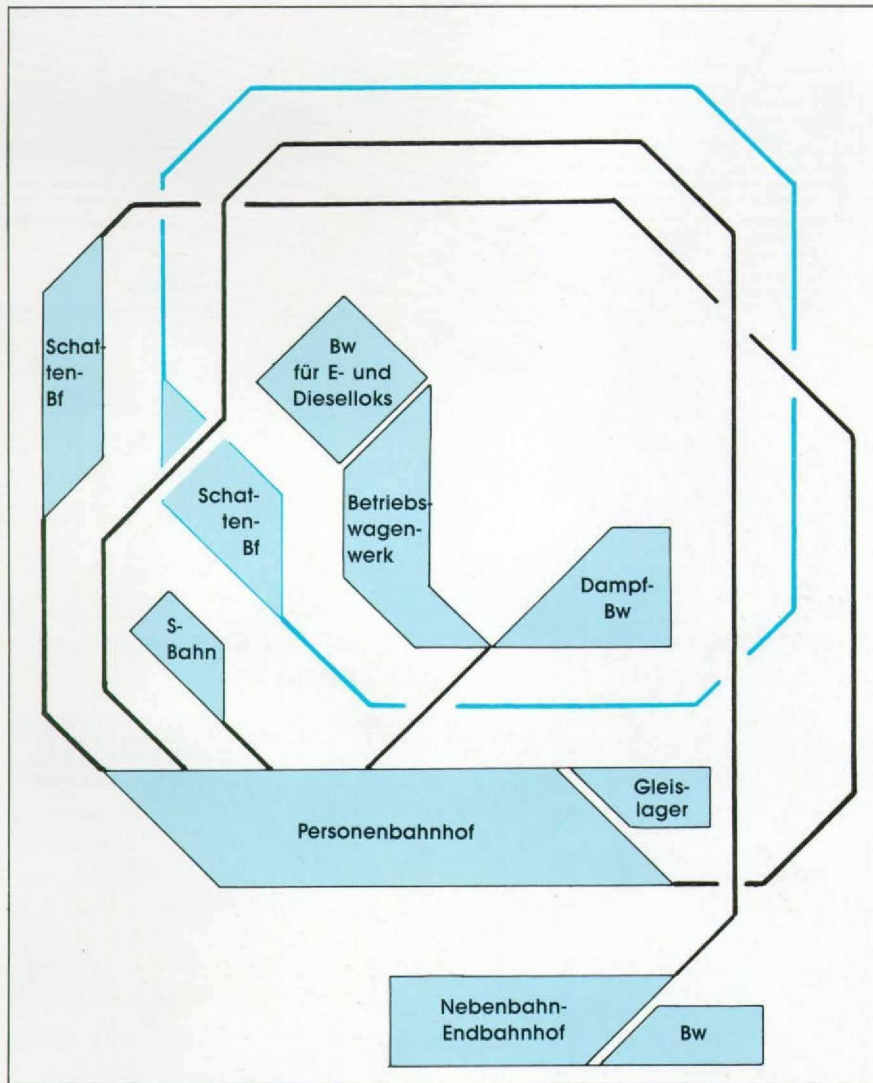 Schat-
ten-
Bf
Bw
für E- und
Dieselloks
Schat-
ten-
Bf
Betriebs-
wagen-
werk
Dampf-
Bw
S-
Bahn
Gleis-
lager
Personenbahnhof
Nebenbahn-
Endbahnhof
Bw